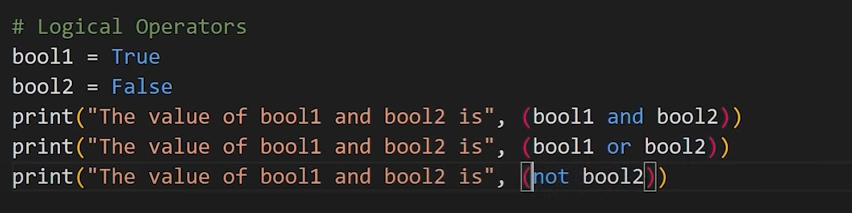 # Logical Operators
bool1 = True
bool2 = False
print("The value of bool1 and bool2 is", (bool1 and bool2))
print("The value of bool1 and bool2 is", (bool1 or bool2))
print("The value of bool1 and bool2 is", (not bool2))